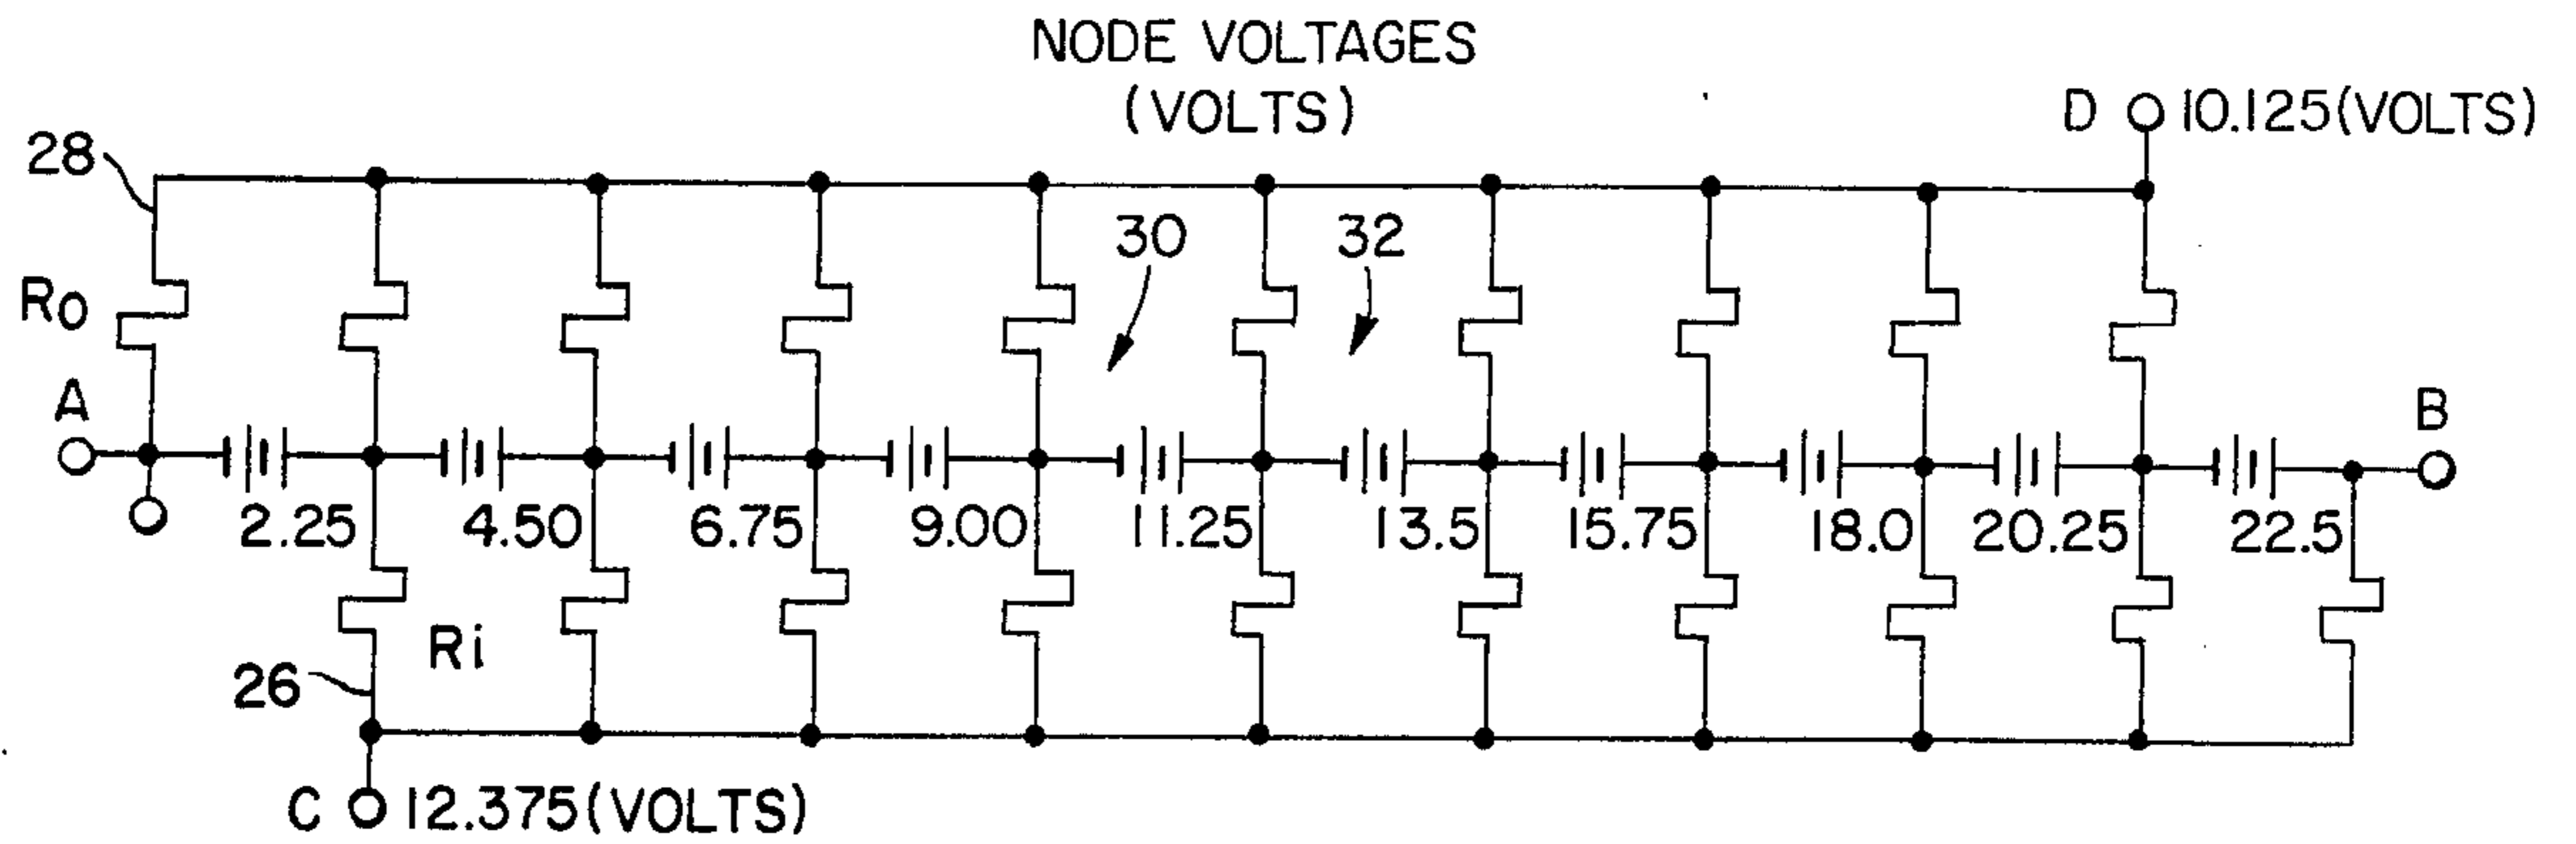 NODE VOLTAGES
(VOLTS)
D 10.125(VOLTS)
28
30
32
Ro
A
B
2.25 4.50 6.75 9.00 11.25 13.5 15.75 18.0 20.25 22.5
Ri
26
C 12.375(VOLTS)